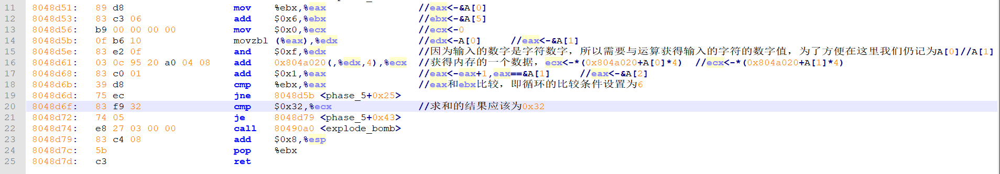 11 8048d51: 89 d8 mov %ebx,%eax //eax<-&A[0]
12 8048d53: 83 c3 06 add $0x6,%ebx //ebx<-&A[5]
13 8048d56: b9 00 00 00 00 mov $0x0,%ecx //ecx<-0
14 8048d5b: 0f b6 10 movzbl (%eax),%edx //edx<-A[0] //eax<-&A[1]
15 8048d5e: 83 e2 0f and $0xf,%edx //因为输入的数字是字符数字，所以需要与运算获得输入的字符的数字值，为了方便在这里我们仍记为A[0]//A[1]
16 8048d61: 03 0c 95 20 a0 04 08 add 0x804a020(,%edx,4),%ecx //获得内存的一个数据，ecx<-*(0x804a020+A[0]*4) //ecx<-*(0x804a020+A[1]*4)
17 8048d68: 83 c0 01 add $0x1,%eax //eax<-eax+1,eax==&A[1] //eax<-&A[2]
18 8048d6b: 39 d8 cmp %ebx,%eax //eax和ebx比较，即循环的比较条件设置为6
19 8048d6d: 75 ec jne 8048d5b <phase_5+0x25>
20 8048d6f: 83 f9 32 cmp $0x32,%ecx //求和的结果应该为0x32
21 8048d72: 74 05 je 8048d79 <phase_5+0x43>
22 8048d74: e8 27 03 00 00 call 80490a0 <explode_bomb>
23 8048d79: 83 c4 08 add $0x8,%esp
24 8048d7c: 5b pop %ebx
25 8048d7d: c3 ret